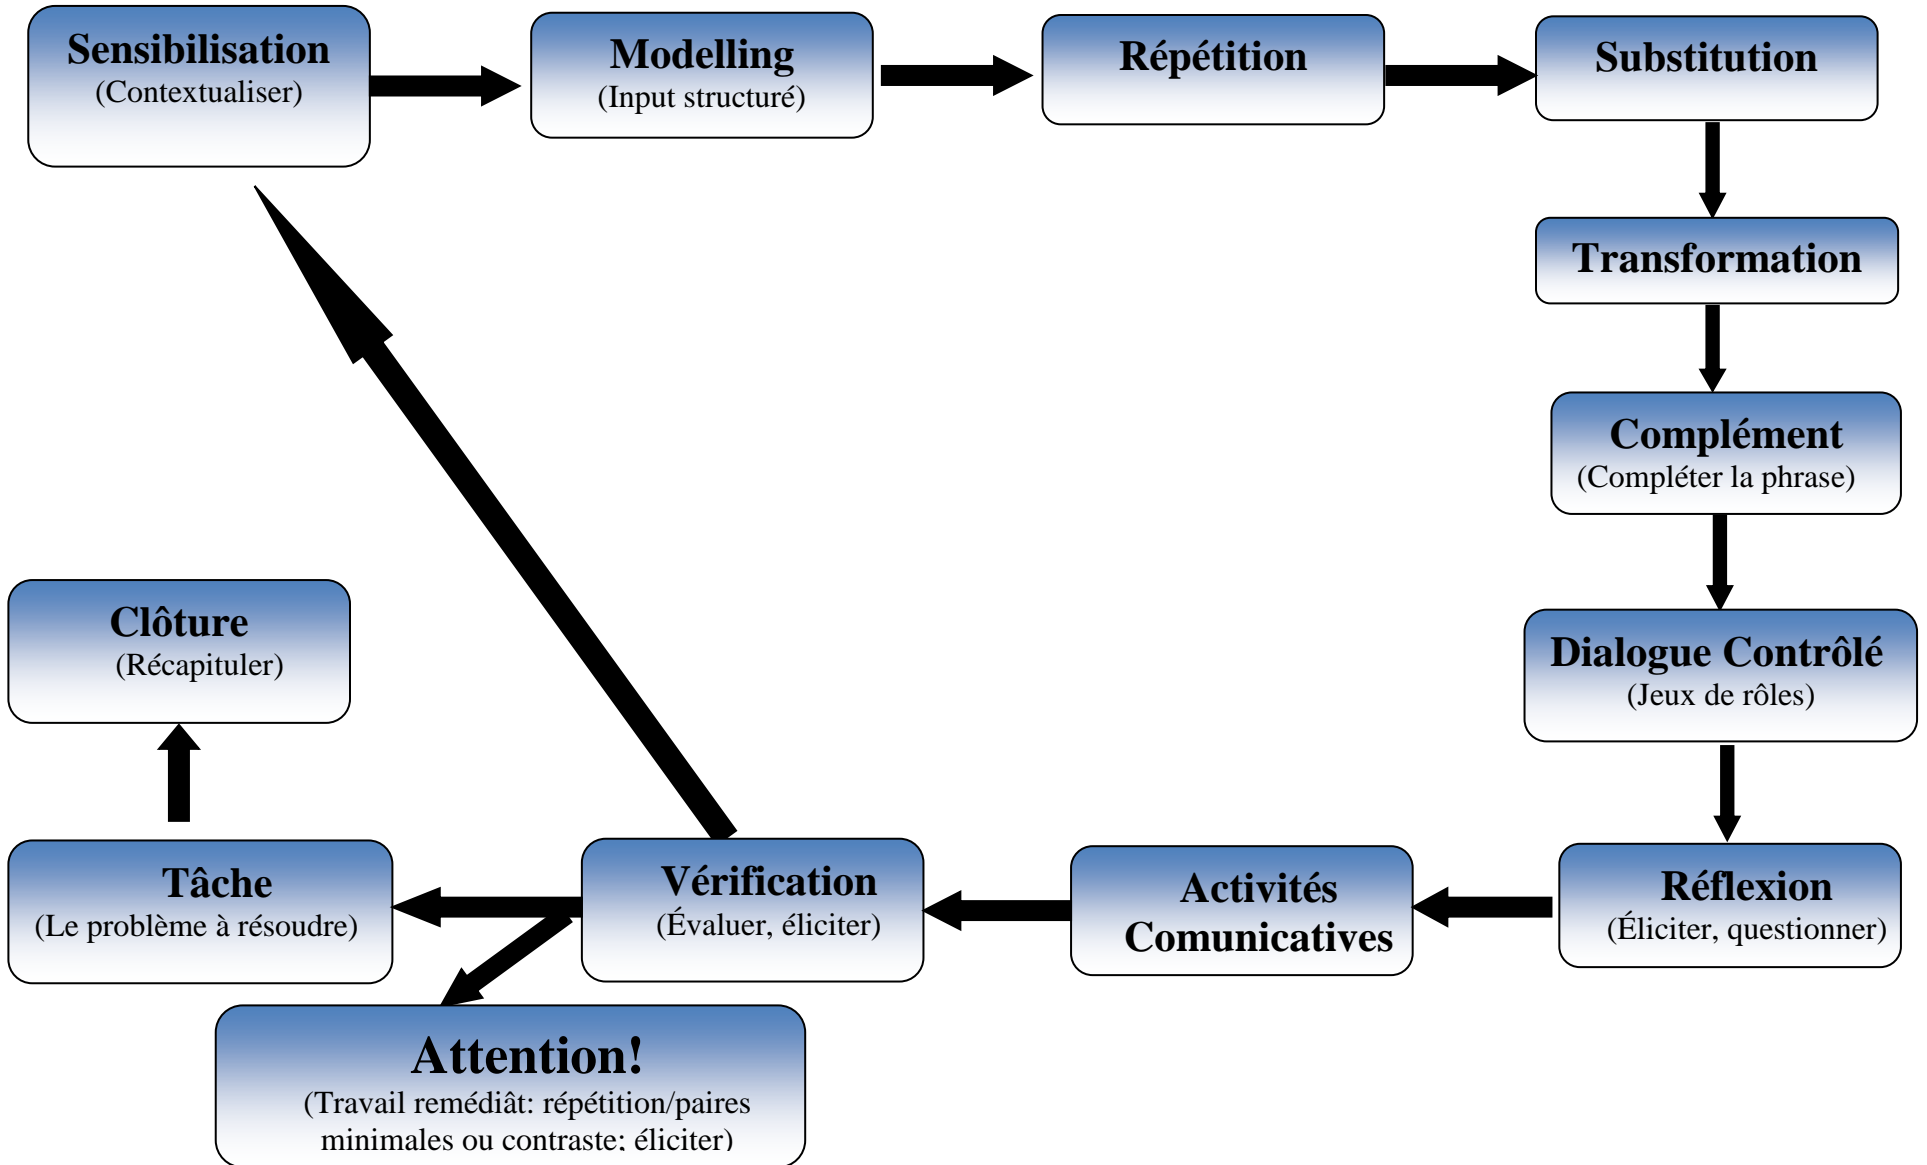 Sensibilisation
(Contextualiser)
Modelling
(Input structuré)
Répétition
Substitution
Transformation
Complément
(Compléter la phrase)
Dialogue Contrôlé
(Jeux de rôles)
Réflexion
(Éliciter, questionner)
Activités
Comunicatives
Vérification
(Évaluer, éliciter)
Tâche
(Le problème à résoudre)
Clôture
(Récapituler)
Attention!
(Travail remédiât: répétition/paires
minimales ou contraste; éliciter)